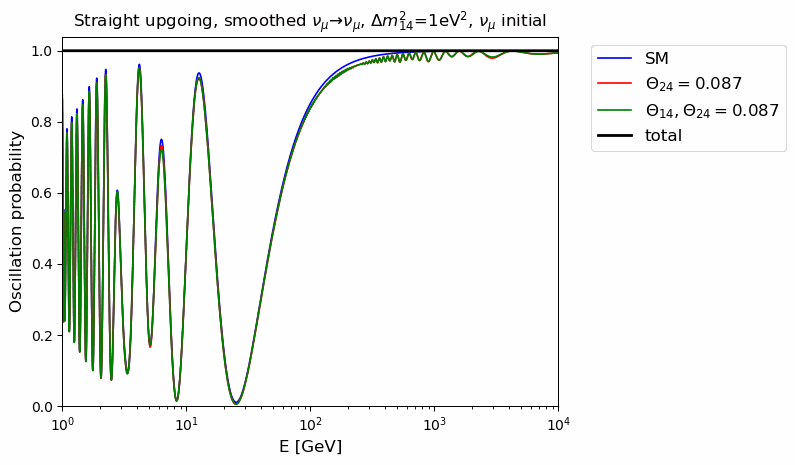 Straight upgoing, smoothed νμ→νμ, Δm²₁₄=1eV², νμ initial
Oscillation probability
1.0
0.8
0.6
0.4
0.2
0.0
10⁰ 10¹ 10² 10³ 10⁴
E [GeV]
SM
Θ₂₄ = 0.087
Θ₁₄, Θ₂₄ = 0.087
total